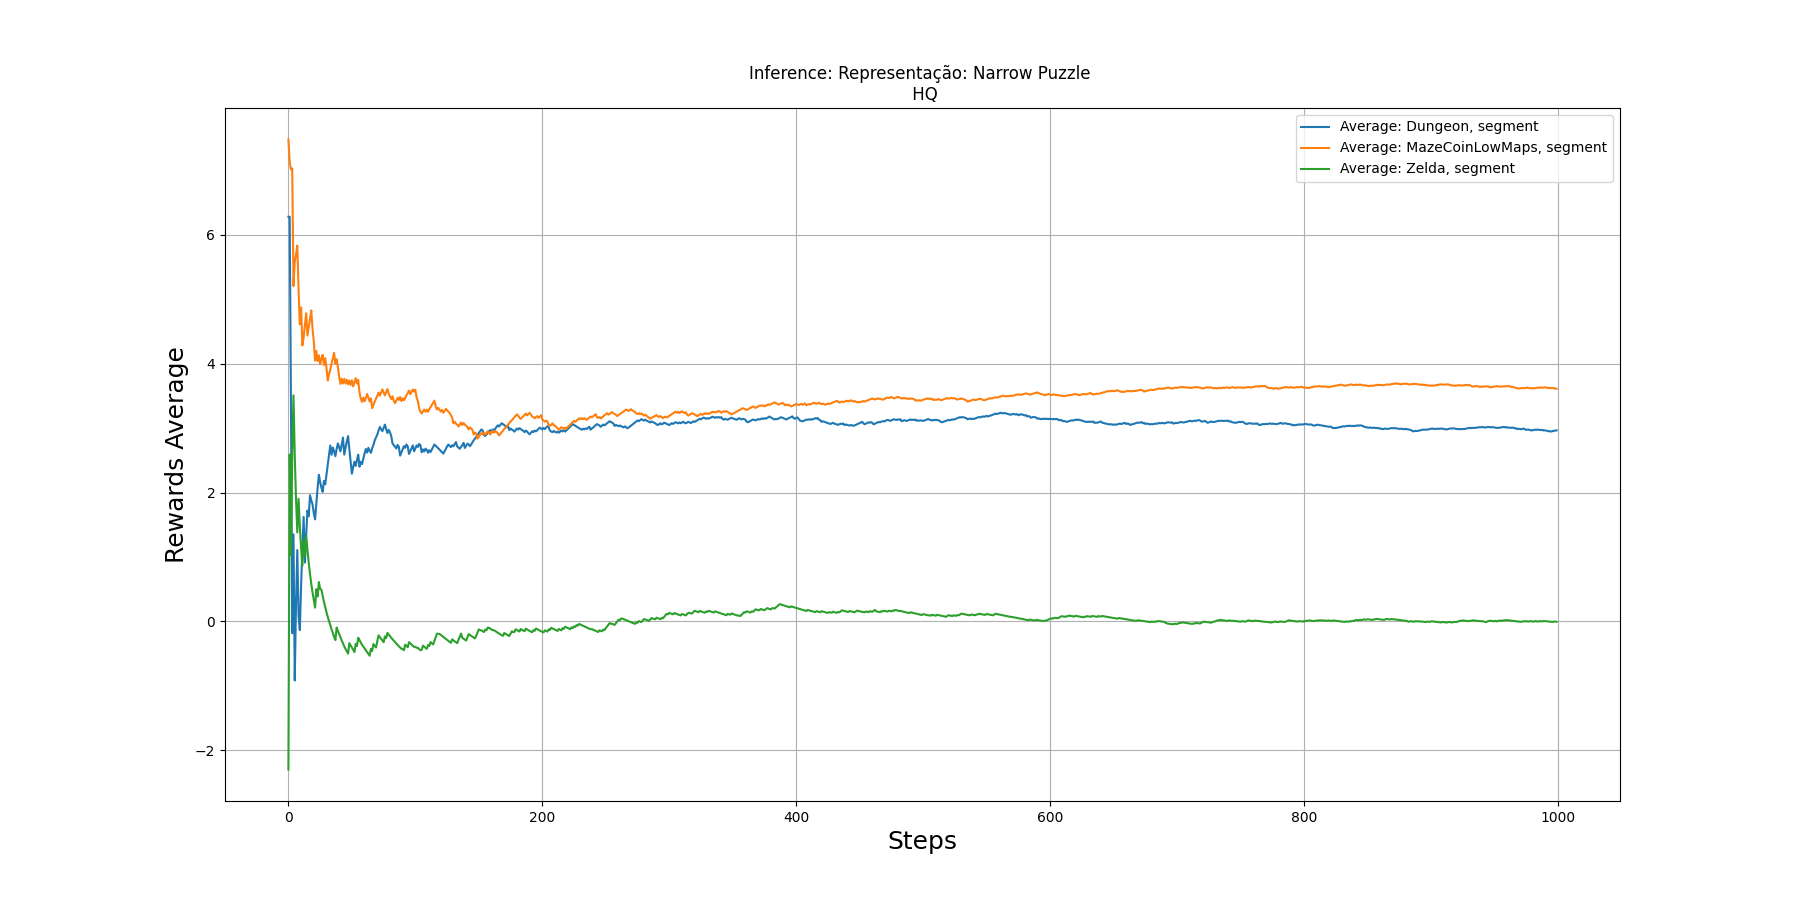 Inference: Representação: Narrow Puzzle
HQ
Average: Dungeon, segment
Average: MazeCoinLowMaps, segment
Average: Zelda, segment
Rewards Average
6
4
2
0
−2
0 200 400 600 800 1000
Steps